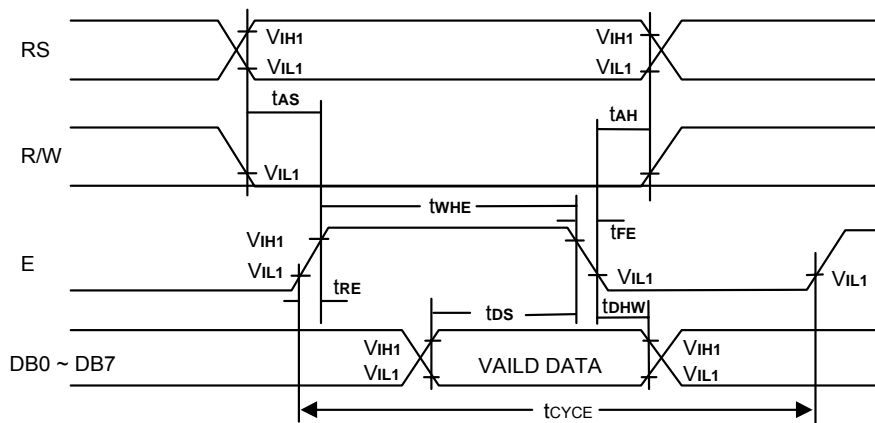 RS
VIH1
VIL1
VIH1
VIL1
tAS
tAH
R/W
VIL1
tWHE
E
VIH1
VIL1
tFE
VIL1
VIL1
tRE
tDS
tDHW
DB0 ~ DB7
VIH1
VIL1
VAILD DATA
VIH1
VIL1
tCYCE